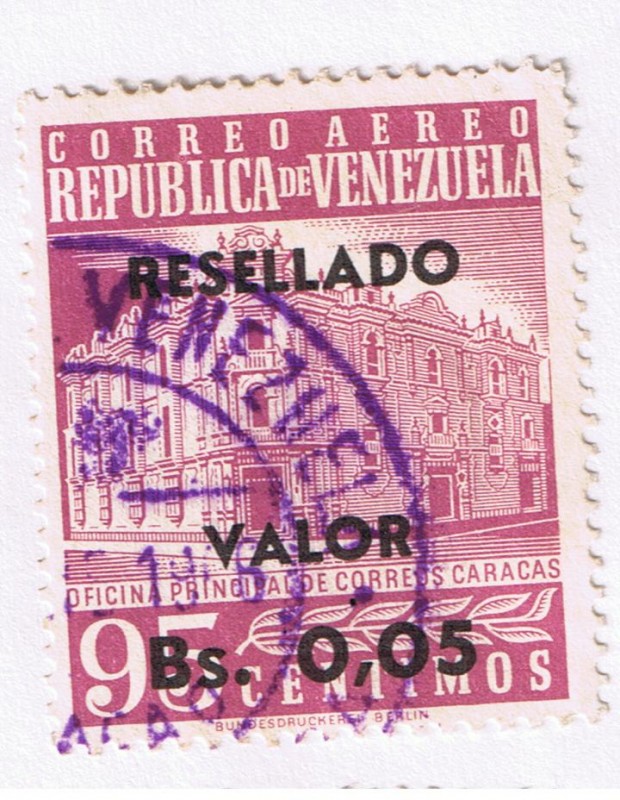 CORREO AEREO
REPUBLICA DE VENEZUELA
RESELLADO
VENEZUEL
VALOR
OFICINA PRINCIPAL DE CORREOS CARACAS
95 CENTIMOS
Bs. 0,05
BUNDESDRUCKEREI BERLIN